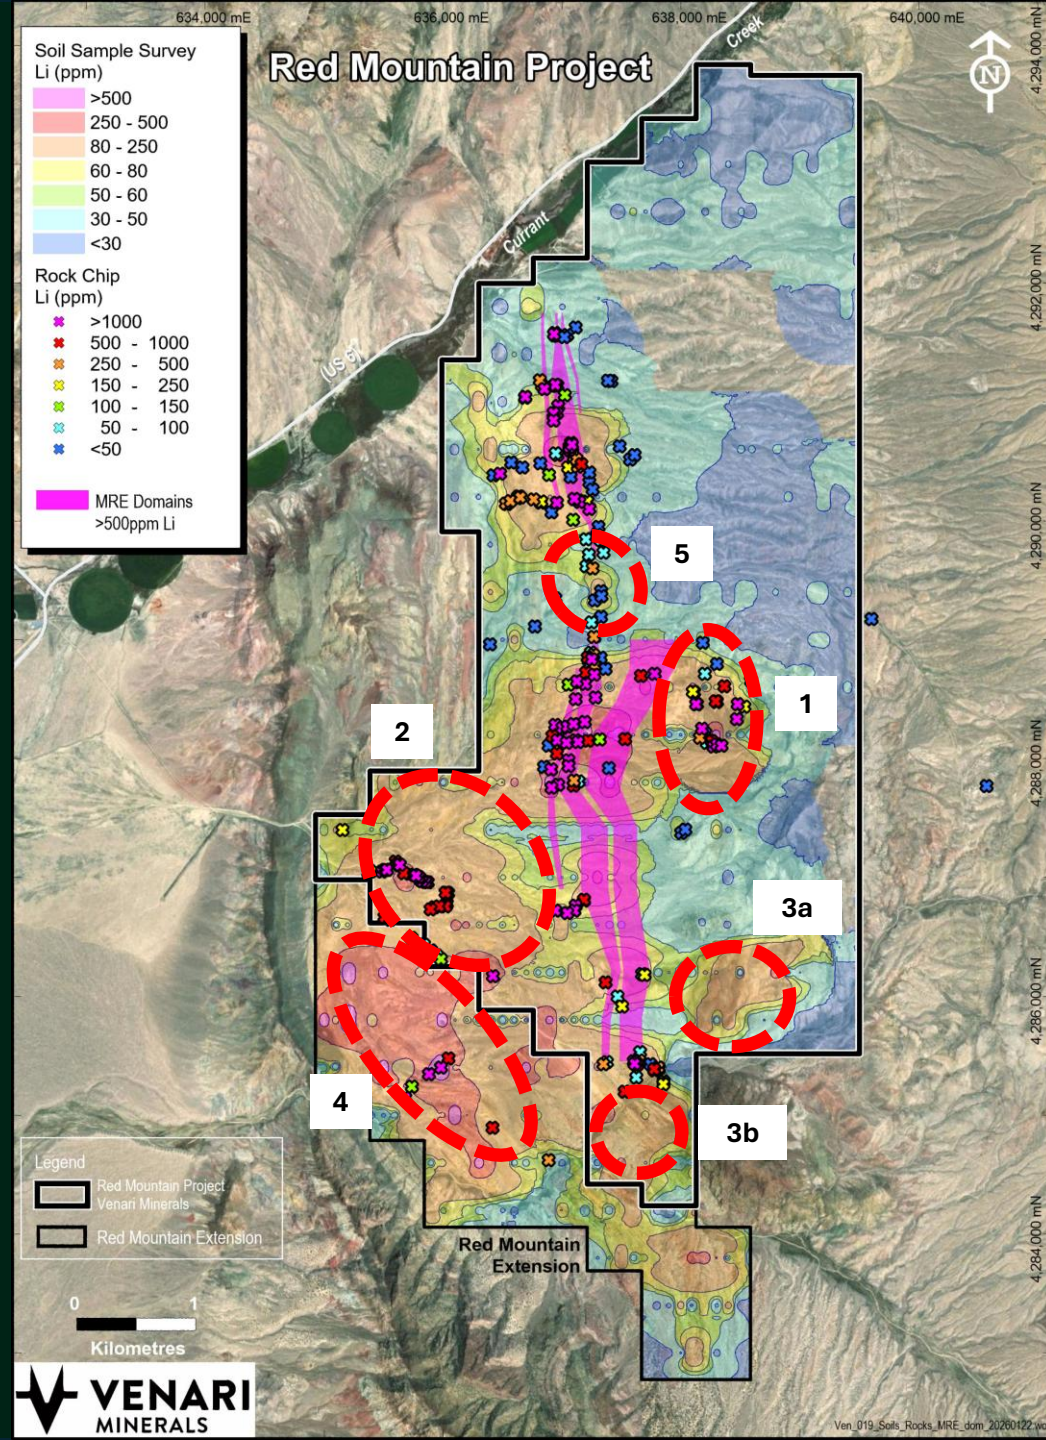 634,000 mE
636,000 mE
638,000 mE
640,000 mE
Red Mountain Project
Creek
N
4,294,000 mN
Soil Sample Survey
Li (ppm)
>500
250 - 500
80 - 250
60 - 80
50 - 60
30 - 50
<30
Rock Chip
Li (ppm)
>1000
500 - 1000
250 - 500
150 - 250
100 - 150
50 - 100
<50
MRE Domains
>500ppm Li
Currant
(US 6)
4,292,000 mN
4,290,000 mN
5
1
2
4,288,000 mN
3a
4,286,000 mN
4
3b
Legend
Red Mountain Project
Venari Minerals
Red Mountain Extension
Red Mountain
Extension
4,284,000 mN
0 1
Kilometres
VENARI
MINERALS
Ven_019_Soils_Rocks_MRE_dom_20260122.wo